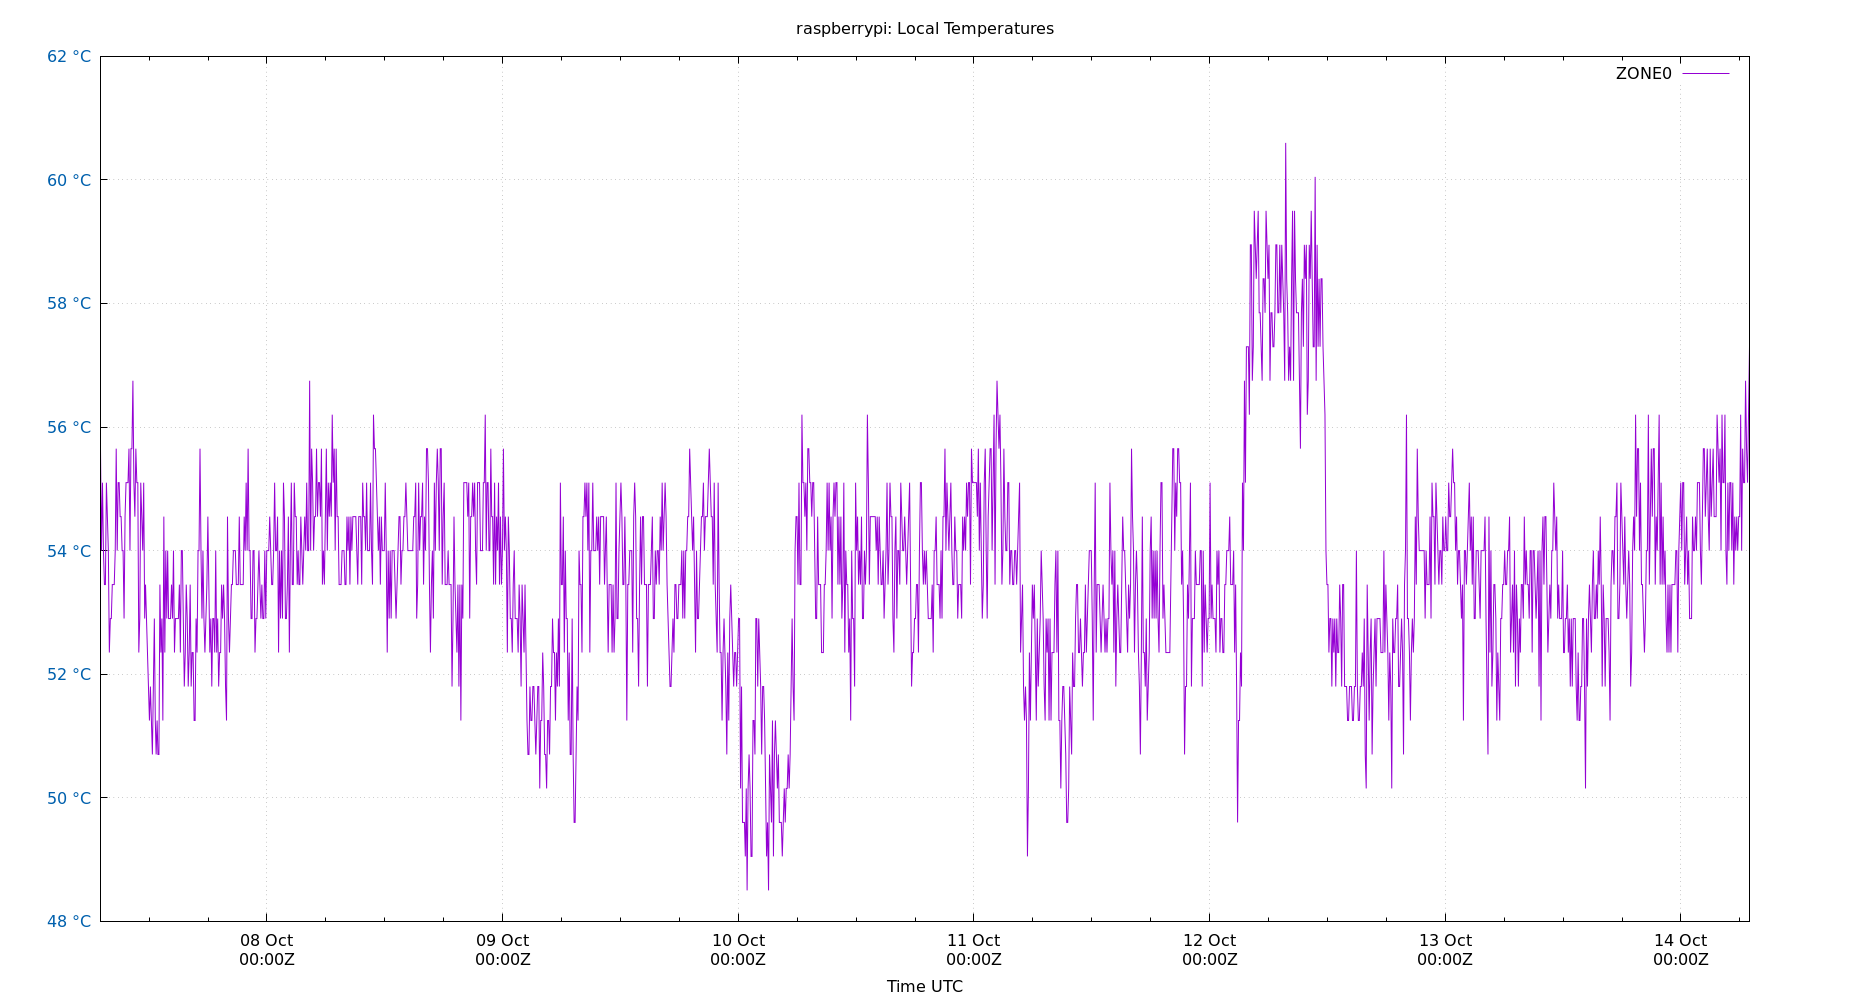 raspberrypi: Local Temperatures
62 °C
ZONE0
60 °C
58 °C
56 °C
54 °C
52 °C
50 °C
48 °C
08 Oct 09 Oct 10 Oct 11 Oct 12 Oct 13 Oct 14 Oct
00:00Z 00:00Z 00:00Z 00:00Z 00:00Z 00:00Z 00:00Z
Time UTC